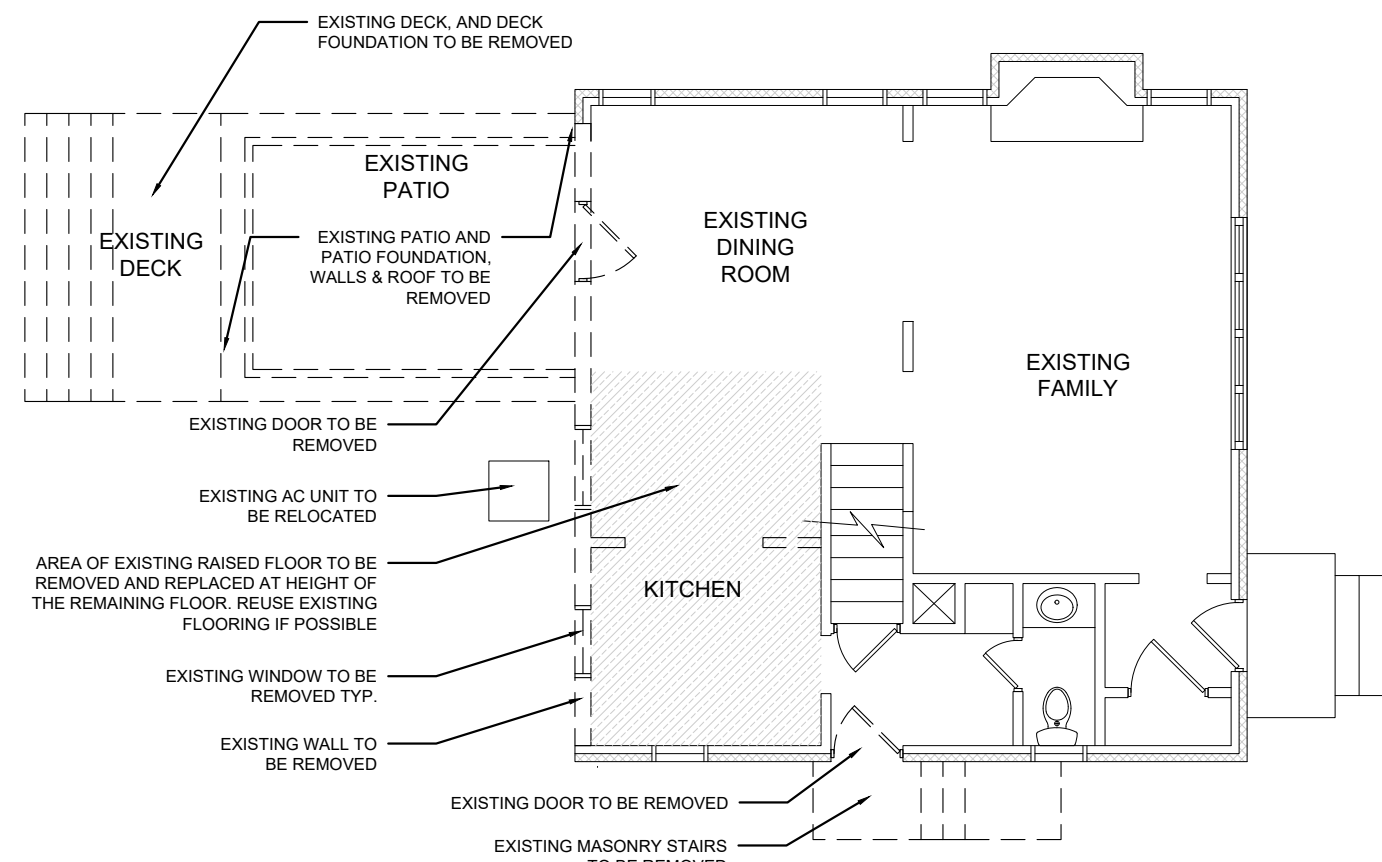 EXISTING DECK, AND DECK
FOUNDATION TO BE REMOVED
EXISTING
PATIO
EXISTING
DECK
EXISTING PATIO AND
PATIO FOUNDATION,
WALLS & ROOF TO BE
REMOVED
EXISTING
DINING
ROOM
EXISTING
FAMILY
EXISTING DOOR TO BE
REMOVED
EXISTING AC UNIT TO
BE RELOCATED
AREA OF EXISTING RAISED FLOOR TO BE
REMOVED AND REPLACED AT HEIGHT OF
THE REMAINING FLOOR. REUSE EXISTING
FLOORING IF POSSIBLE
KITCHEN
EXISTING WINDOW TO BE
REMOVED TYP.
EXISTING WALL TO
BE REMOVED
EXISTING DOOR TO BE REMOVED
EXISTING MASONRY STAIRS
TO BE REMOVED